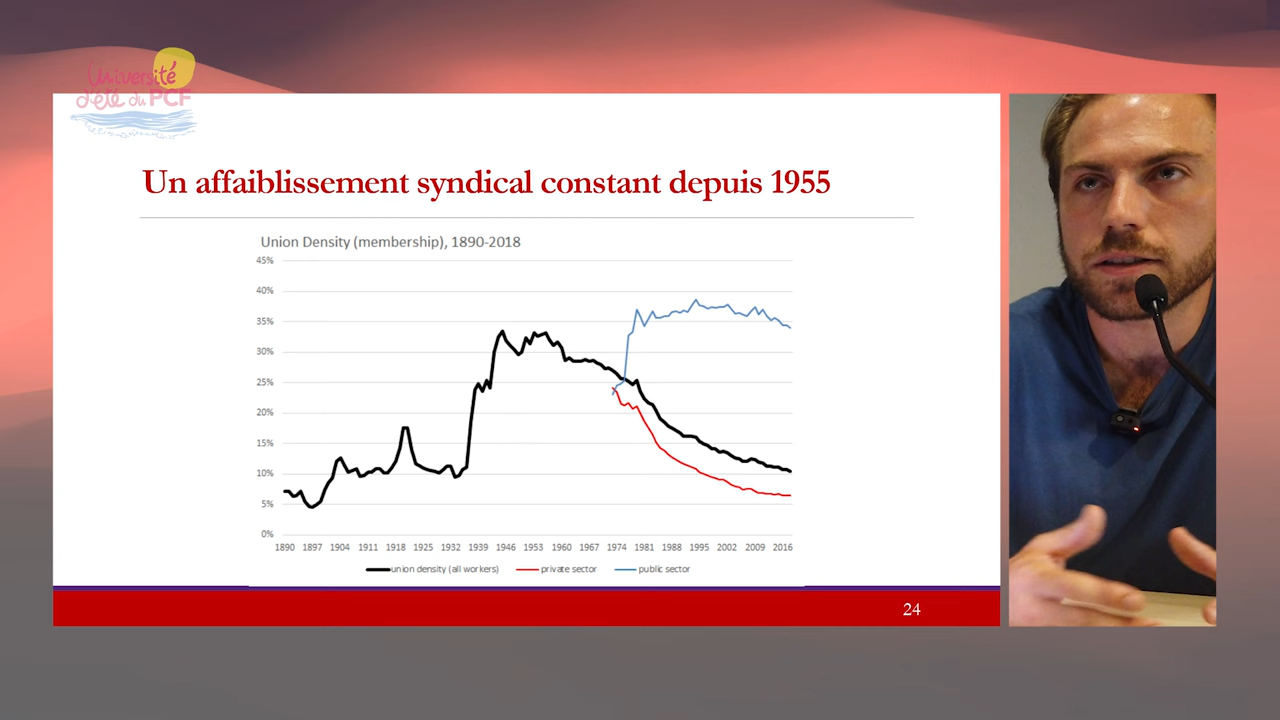 Université
d'été du PCF
Un affaiblissement syndical constant depuis 1955
Union Density (membership), 1890-2018
45%
40%
35%
30%
25%
20%
15%
10%
5%
0%
1890 1897 1904 1911 1918 1925 1932 1939 1946 1953 1960 1967 1974 1981 1988 1995 2002 2009 2016
union density (all workers) private sector public sector
24